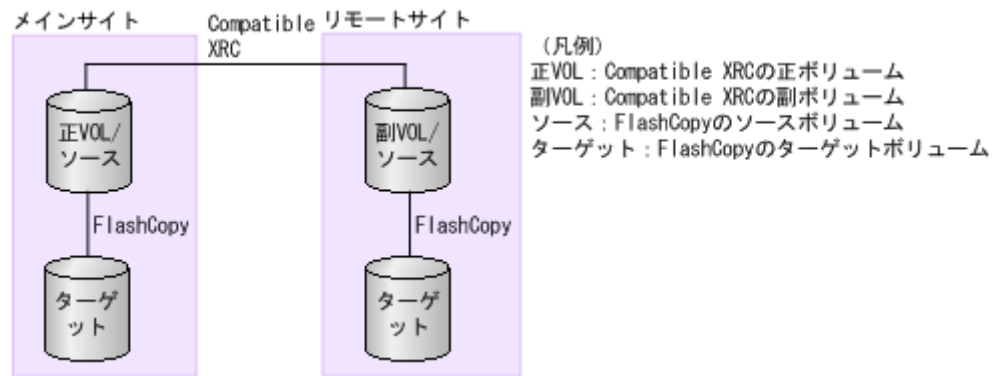 メインサイト
Compatible
XRC
リモートサイト
正VOL/
ソース
副VOL/
ソース
FlashCopy
FlashCopy
ターゲ
ット
ターゲ
ット
（凡例）
正VOL：Compatible XRCの正ボリューム
副VOL：Compatible XRCの副ボリューム
ソース：FlashCopyのソースボリューム
ターゲット：FlashCopyのターゲットボリューム